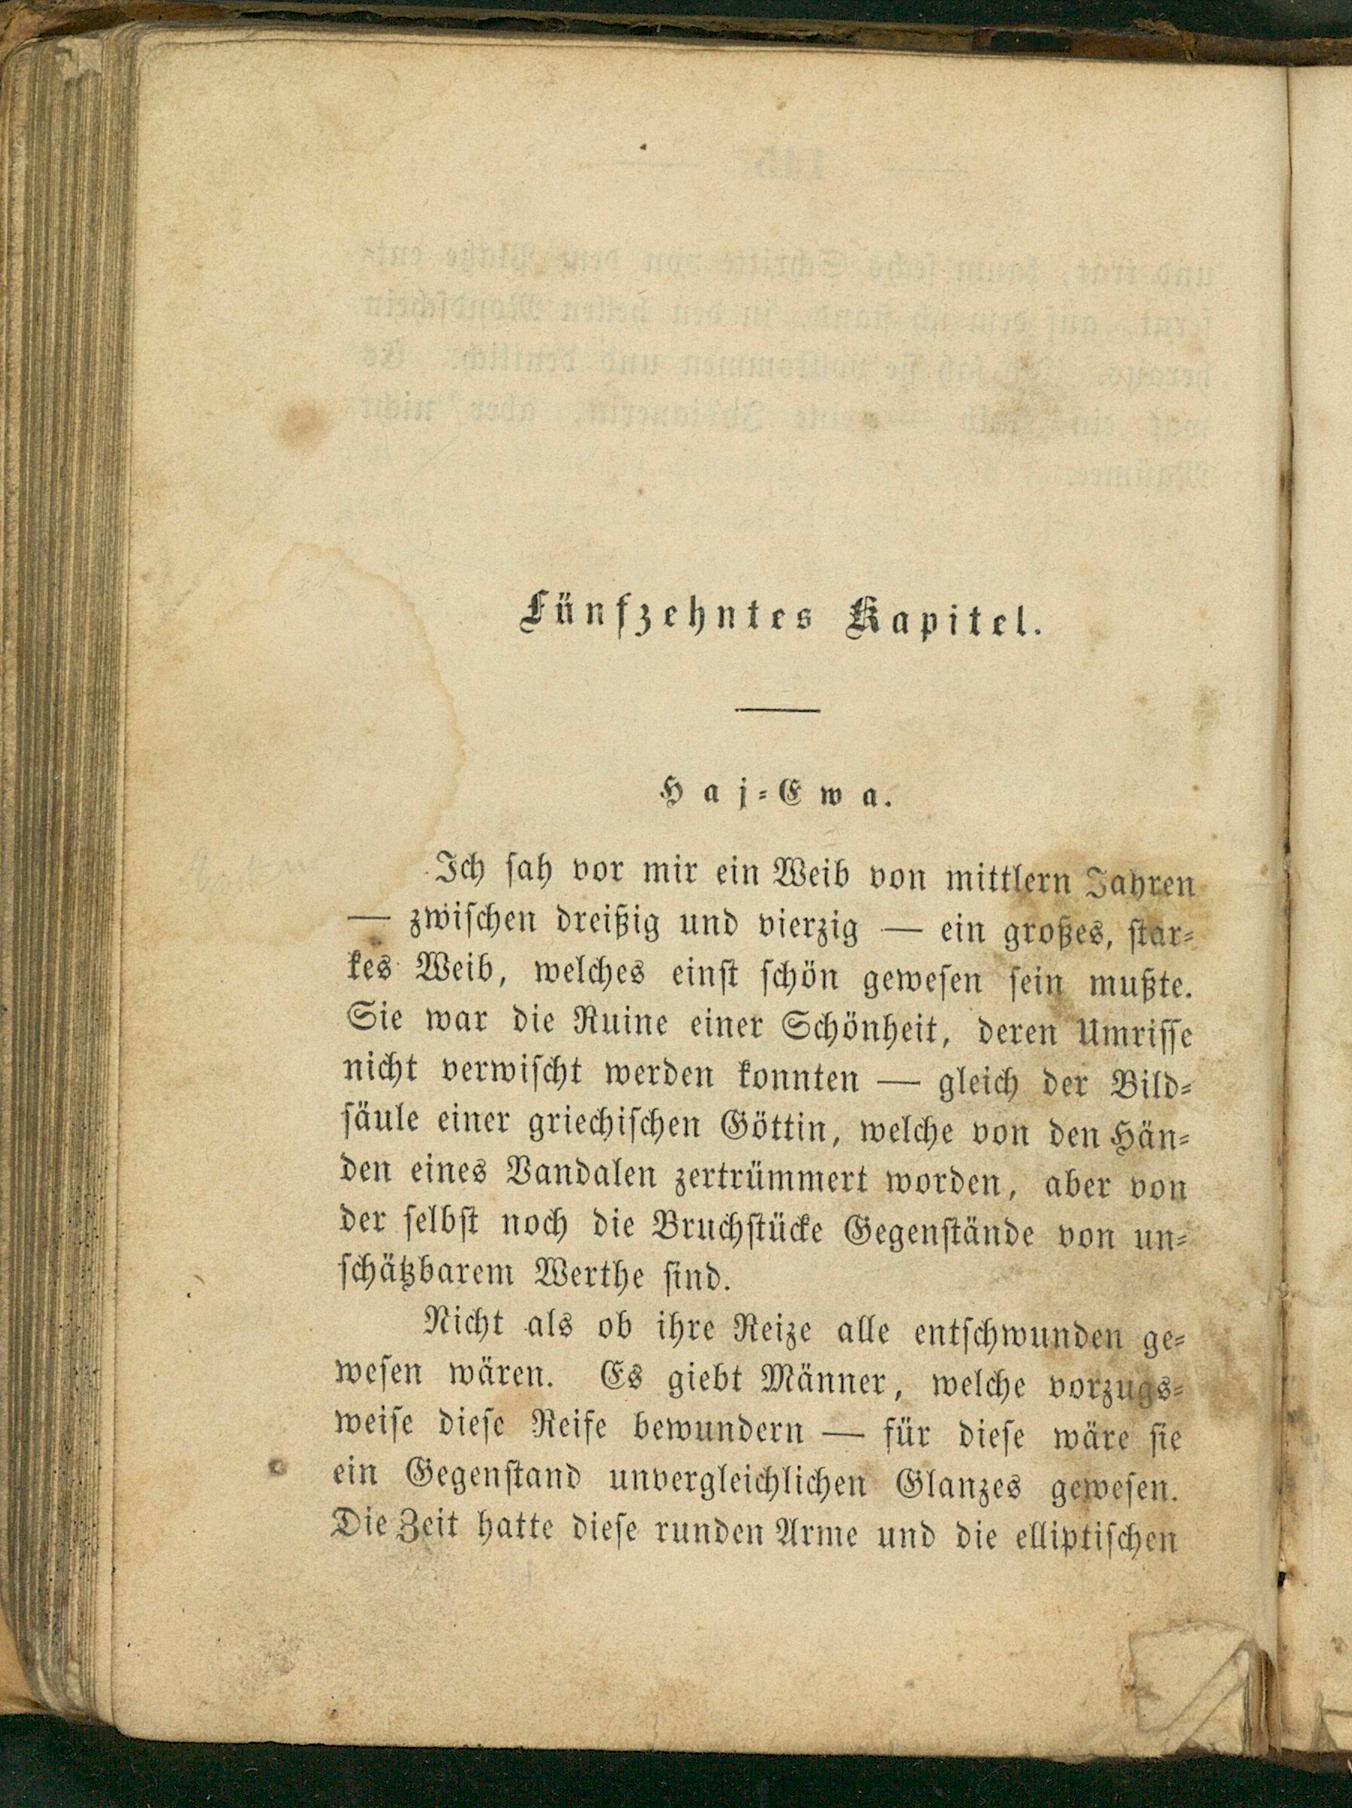 Fünfzehntes Kapitel.
Haj-Ewa.
Ich sah vor mir ein Weib von mittlern Jahren
— zwischen dreißig und vierzig — ein großes, star-
kes Weib, welches einst schön gewesen sein mußte.
Sie war die Ruine einer Schönheit, deren Umrisse
nicht verwischt werden konnten — gleich der Bild-
säule einer griechischen Göttin, welche von den Hän-
den eines Vandalen zertrümmert worden, aber von
der selbst noch die Bruchstücke Gegenstände von un-
schätzbarem Werthe sind.
Nicht als ob ihre Reize alle entschwunden ge-
wesen wären. Es giebt Männer, welche vorzugs-
weise diese Reife bewundern — für diese wäre sie
ein Gegenstand unvergleichlichen Glanzes gewesen.
Die Zeit hatte diese runden Arme und die elliptischen